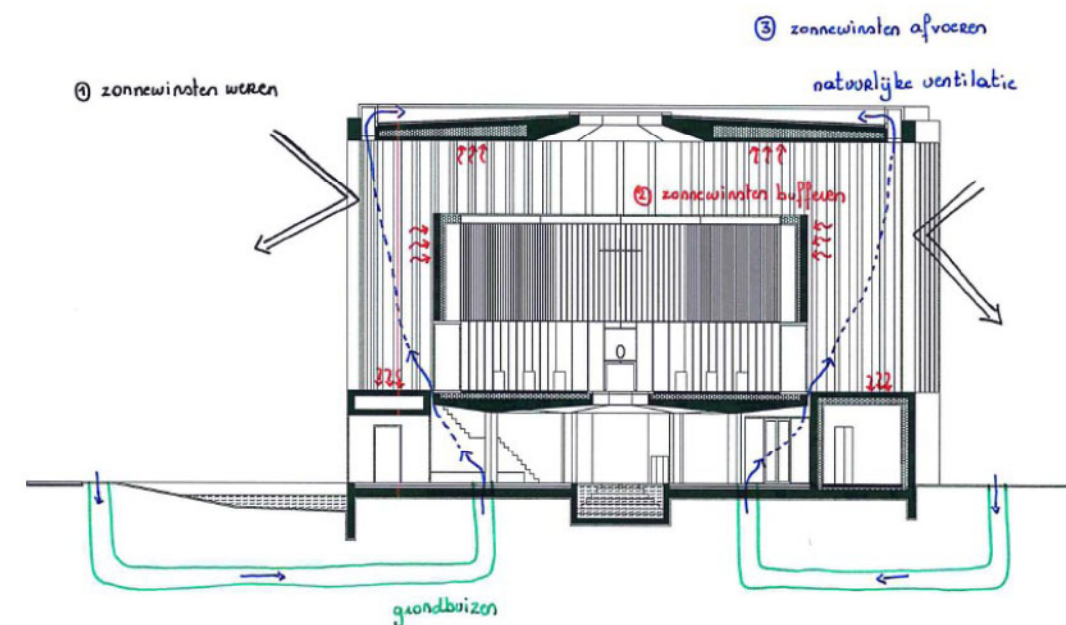 ③ zonnewinsten afvoeren
① zonnewinsten weren
natuurlijke ventilatie
② zonnewinsten bufferen
grondbuizen